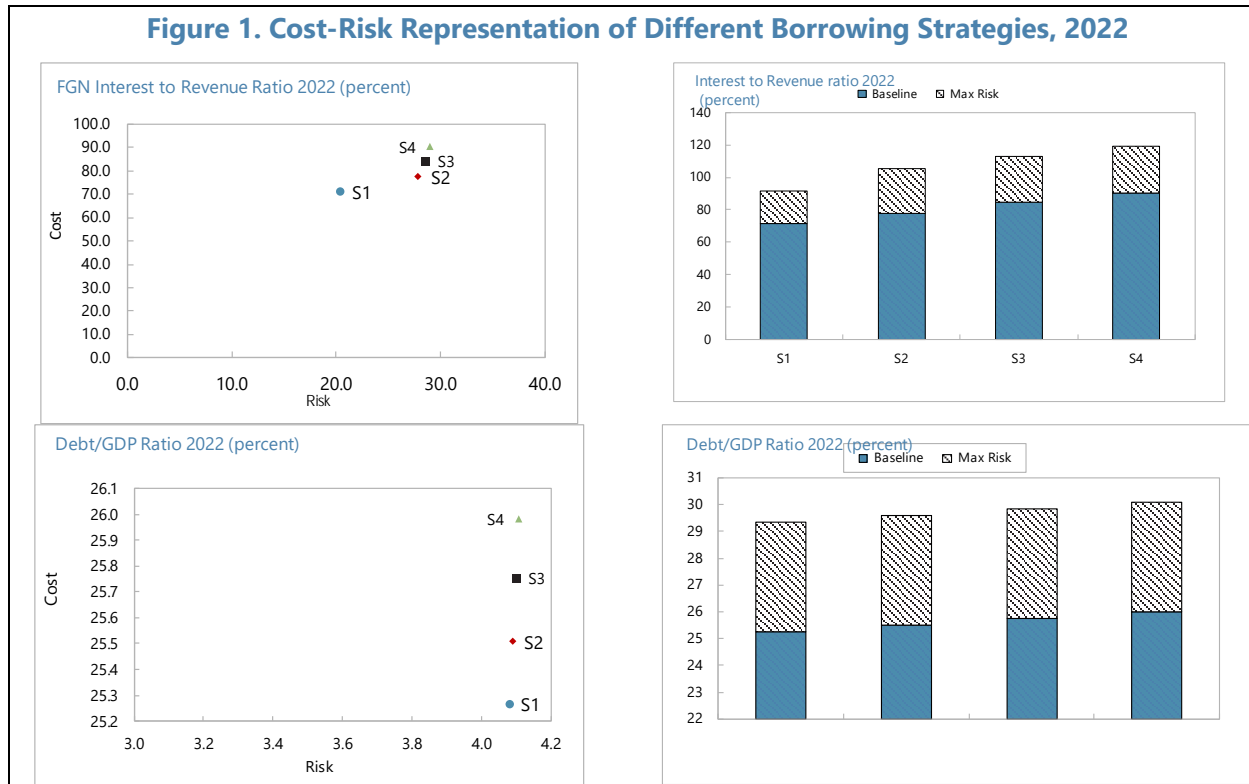 Figure 1. Cost-Risk Representation of Different Borrowing Strategies, 2022
FGN Interest to Revenue Ratio 2022 (percent)
100.0
90.0
80.0
70.0
60.0
50.0
40.0
30.0
20.0
10.0
0.0
Cost
S4
S3
S2
S1
0.0 10.0 20.0 30.0 40.0
Risk
Interest to Revenue ratio 2022
(percent)
Baseline Max Risk
140
120
100
80
60
40
20
0
S1 S2 S3 S4
Debt/GDP Ratio 2022 (percent)
26.1
26.0
25.9
25.8
25.7
25.6
25.5
25.4
25.3
25.2
Cost
S4
S3
S2
S1
3.0 3.2 3.4 3.6 3.8 4.0 4.2
Risk
Debt/GDP Ratio 2022 (percent)
Baseline Max Risk
31
30
29
28
27
26
25
24
23
22